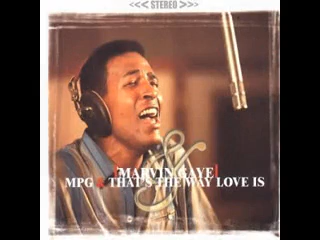 <<< STEREO >>>
MARVIN GAYE
MPG & THAT'S THE WAY LOVE IS